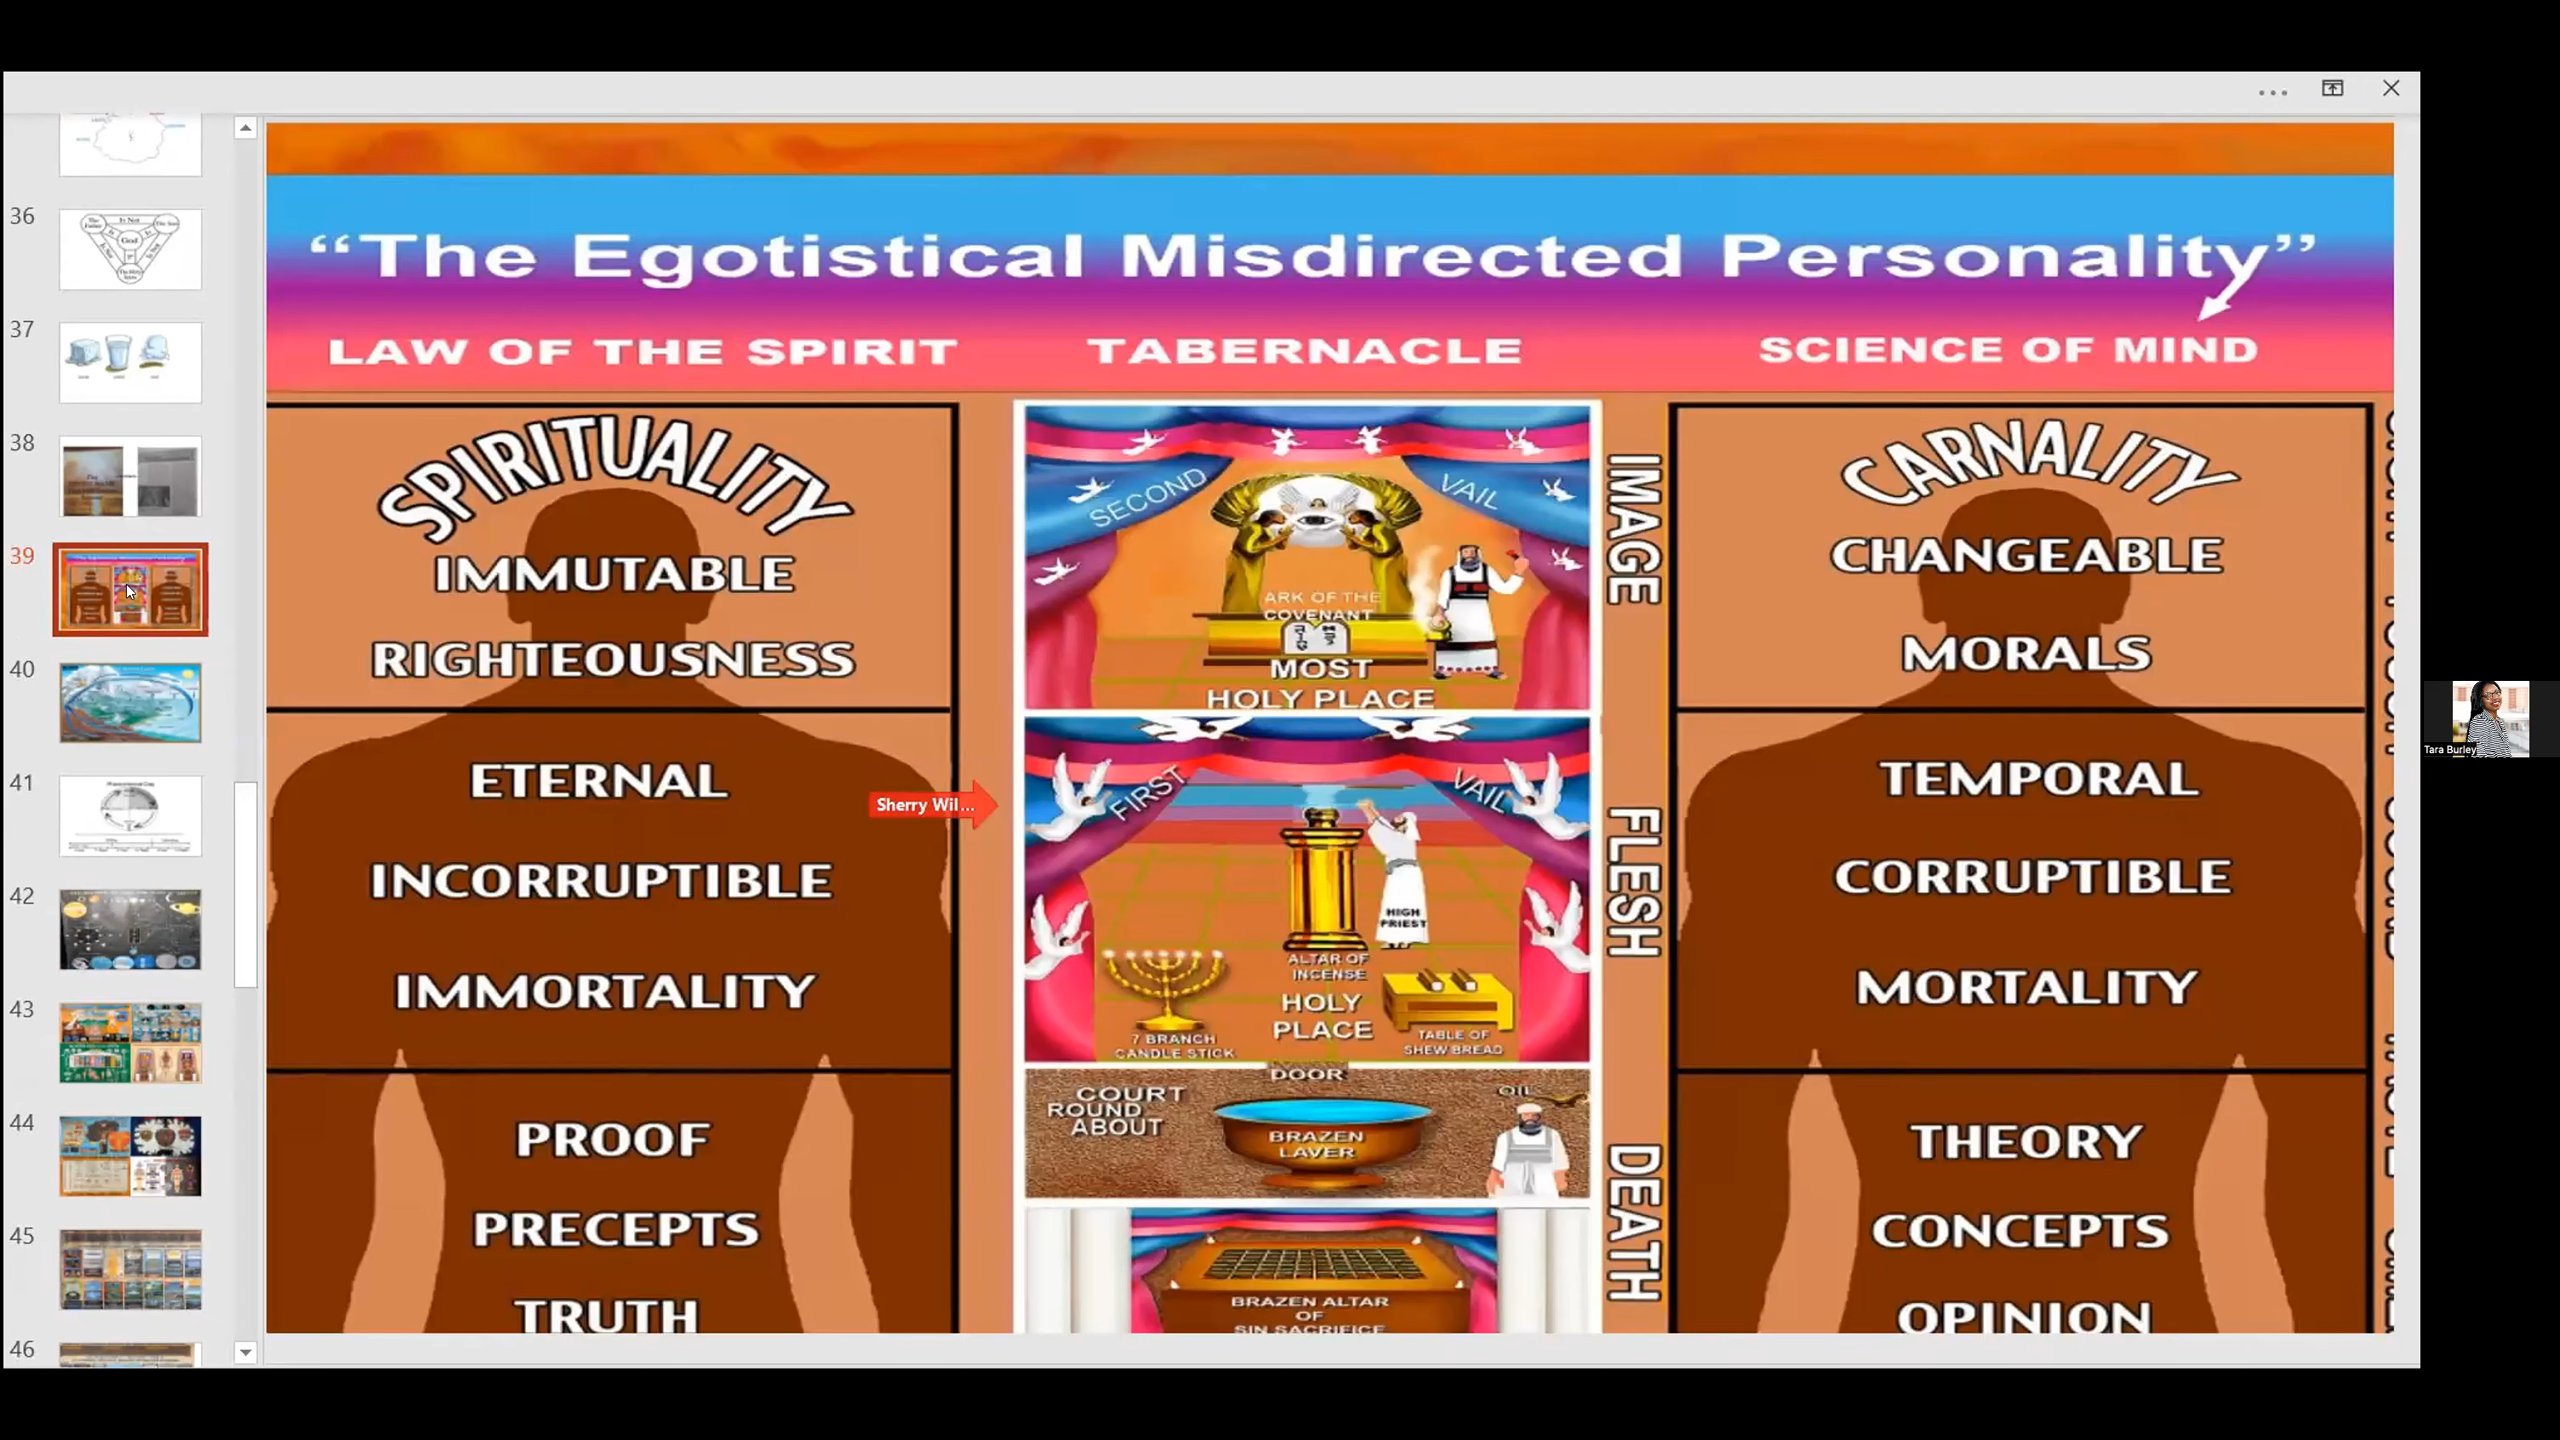 36
37
38
39
40
41
42
43
44
45
46
“The Egotistical Misdirected Personality”
LAW OF THE SPIRIT
TABERNACLE
SCIENCE OF MIND
SPIRITUALITY
IMMUTABLE
RIGHTEOUSNESS
ETERNAL
INCORRUPTIBLE
IMMORTALITY
PROOF
PRECEPTS
TRUTH
Sherry Wil...
SECOND VAIL
ARK OF THE
COVENANT
MOST
HOLY PLACE
FIRST VAIL
HIGH
PRIEST
ALTAR OF
INCENSE
HOLY
PLACE
7 BRANCH
CANDLE STICK
TABLE OF
SHEW BREAD
DOOR
COURT
ROUND
ABOUT
OIL
BRAZEN
LAVER
BRAZEN ALTAR
OF
SIN SACRIFICE
IMAGE
FLESH
DEATH
CARNALITY
CHANGEABLE
MORALS
TEMPORAL
CORRUPTIBLE
MORTALITY
THEORY
CONCEPTS
OPINION
Tara Burley